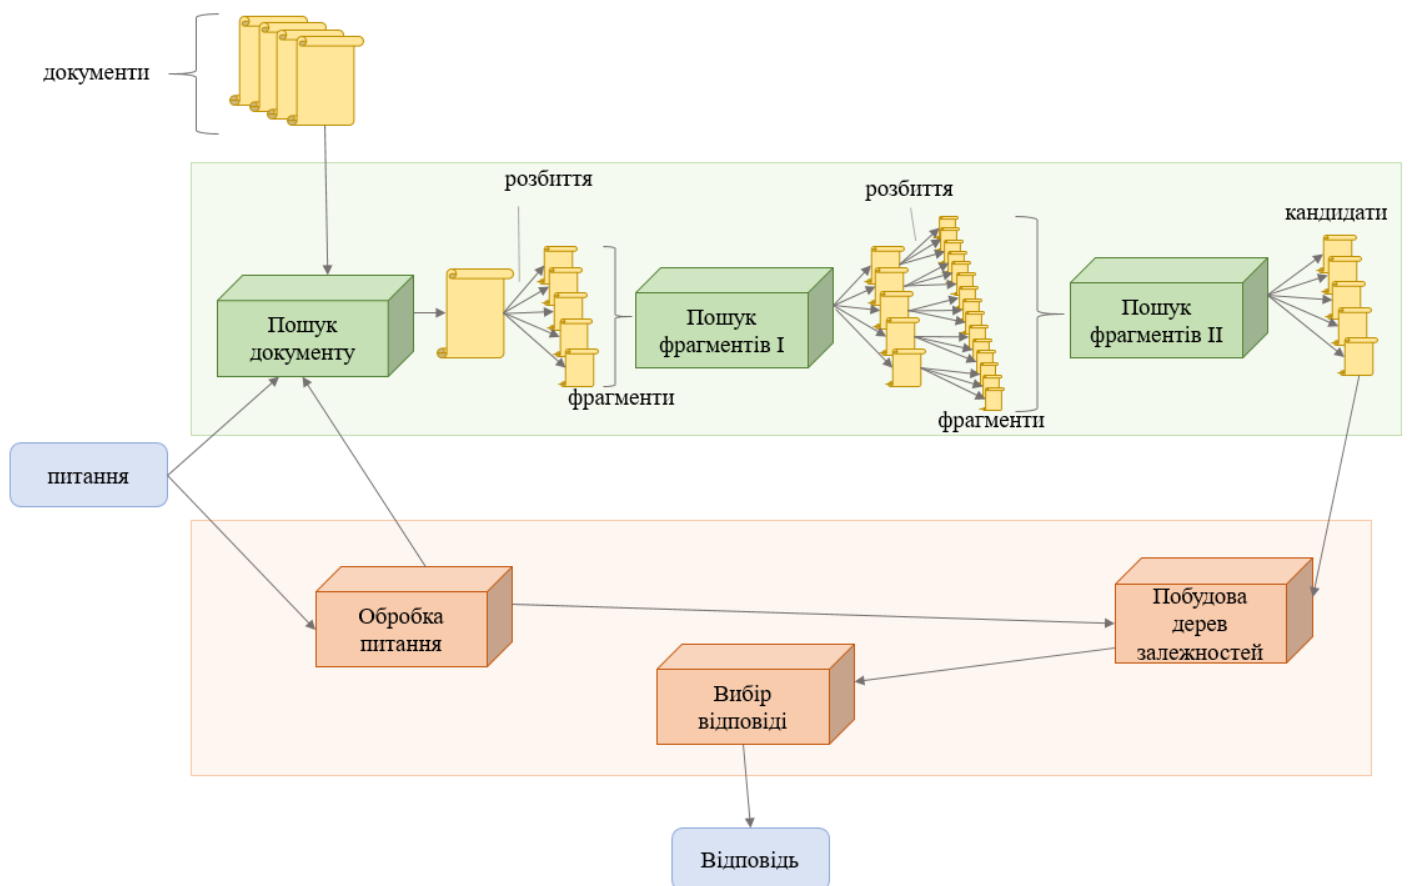 документи
розбиття
розбиття
кандидати
Пошук
документу
Пошук
фрагментів I
Пошук
фрагментів II
фрагменти
фрагменти
питання
Обробка
питання
Побудова
дерев
залежностей
Вибір
відповіді
Відповідь